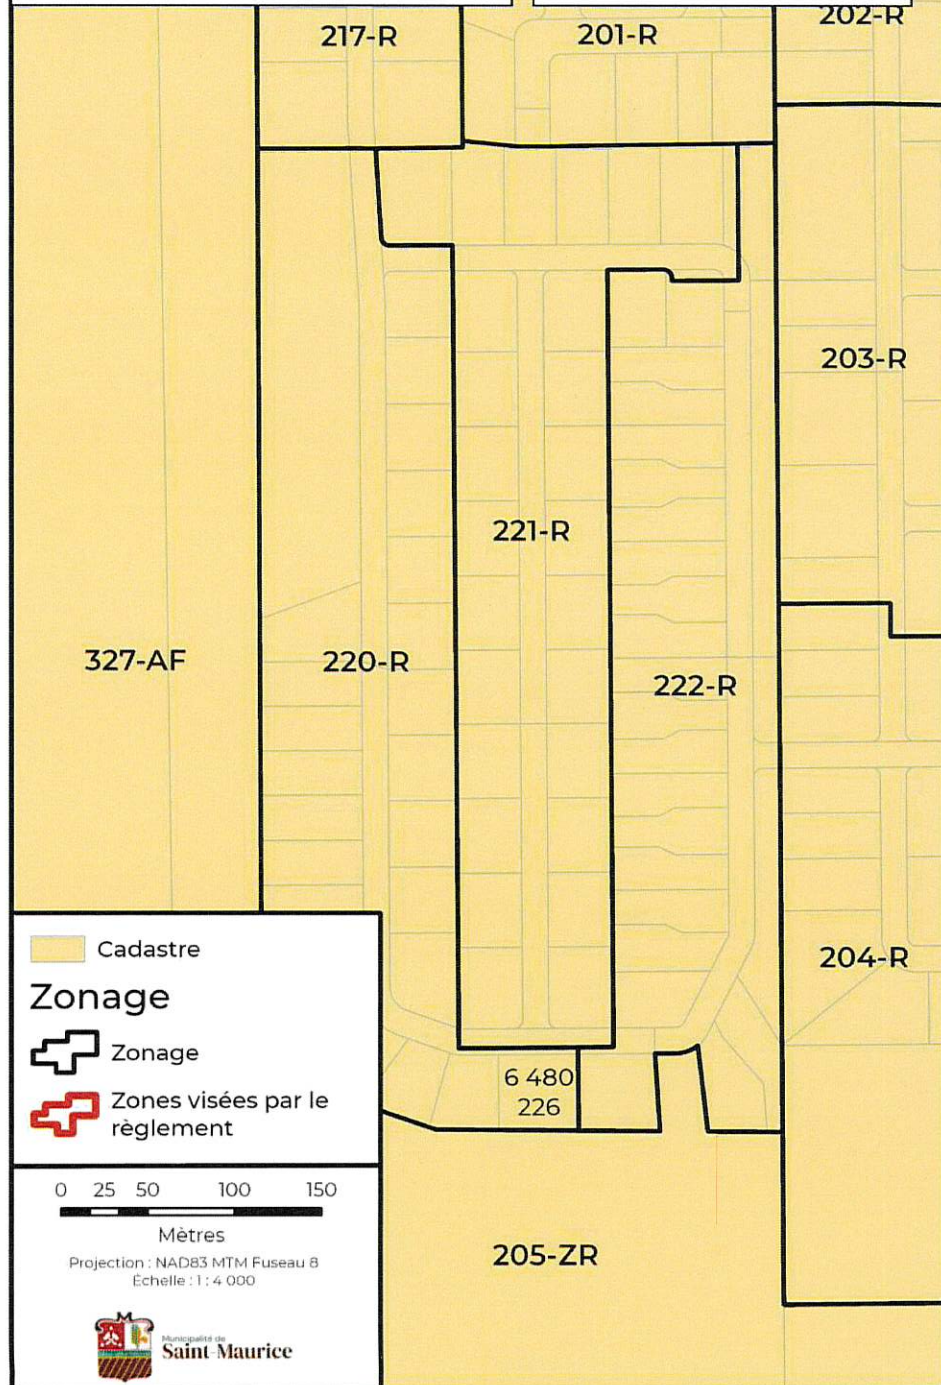 217-R
201-R
202-R
203-R
221-R
327-AF
220-R
222-R
204-R
6 480
226
205-ZR
Cadastre
Zonage
Zonage
Zones visées par le
règlement
0 25 50 100 150
Mètres
Projection : NAD83 MTM Fuseau 8
Échelle : 1 : 4 000
Municipalité de
Saint-Maurice